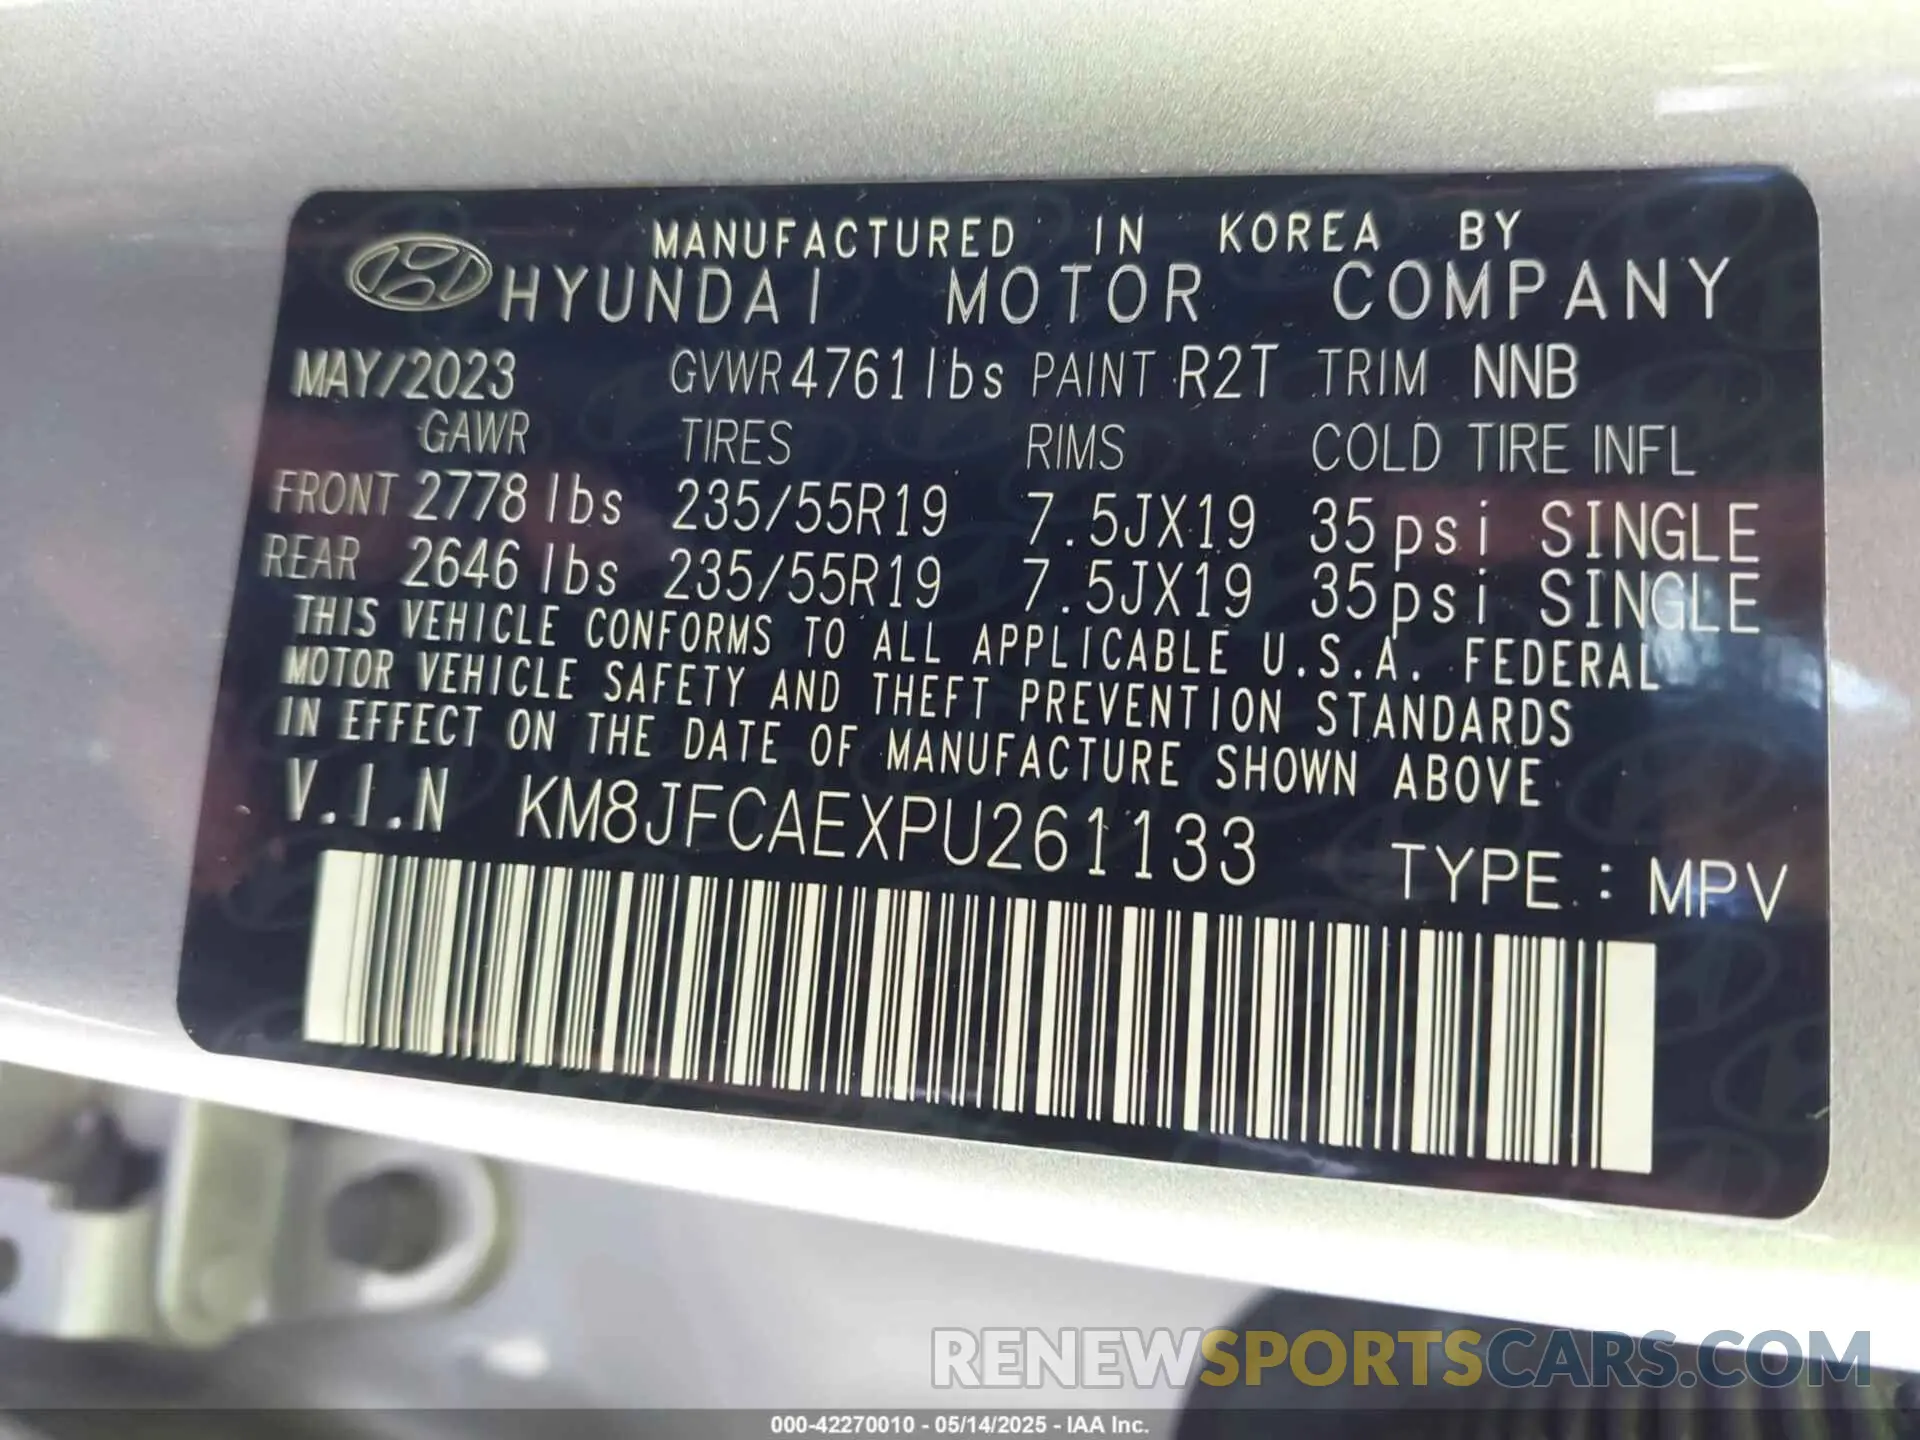 MANUFACTURED IN KOREA BY
HYUNDAI MOTOR COMPANY
MAY/2023 GVWR 4761lbs PAINT R2T TRIM NNB
GAWR TIRES RIMS COLD TIRE INFL
FRONT 2778 lbs 235/55R19 7.5JX19 35psi SINGLE
REAR 2646 lbs 235/55R19 7.5JX19 35psi SINGLE
THIS VEHICLE CONFORMS TO ALL APPLICABLE U.S.A. FEDERAL
MOTOR VEHICLE SAFETY AND THEFT PREVENTION STANDARDS
IN EFFECT ON THE DATE OF MANUFACTURE SHOWN ABOVE
V.I.N KM8JFCAEXPU261133
TYPE : MPV
RENEWSPORTSCARS.COM
000-42270010 - 05/14/2025 - IAA Inc.